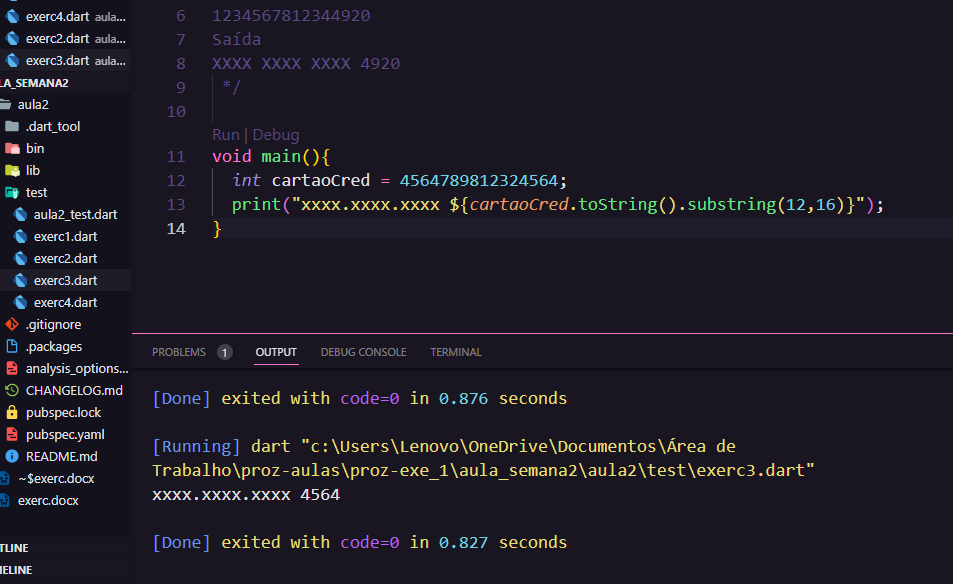 exerc4.dart aula...
exerc2.dart aula...
exerc3.dart aula...
LA_SEMANA2
aula2
.dart_tool
bin
lib
test
aula2_test.dart
exerc1.dart
exerc2.dart
exerc3.dart
exerc4.dart
.gitignore
.packages
analysis_options...
CHANGELOG.md
pubspec.lock
pubspec.yaml
README.md
~$exerc.docx
exerc.docx
TLINE
IELINE
6 1234567812344920
7 Saída
8 XXXX XXXX XXXX 4920
9 */
10
Run | Debug
11 void main(){
12 int cartaoCred = 4564789812324564;
13 print("xxxx.xxxx.xxxx ${cartaoCred.toString().substring(12,16)}");
14 }
PROBLEMS 1 OUTPUT DEBUG CONSOLE TERMINAL
[Done] exited with code=0 in 0.876 seconds
[Running] dart "c:\Users\Lenovo\OneDrive\Documentos\Área de
Trabalho\proz-aulas\proz-exe_1\aula_semana2\aula2\test\exerc3.dart"
xxxx.xxxx.xxxx 4564
[Done] exited with code=0 in 0.827 seconds